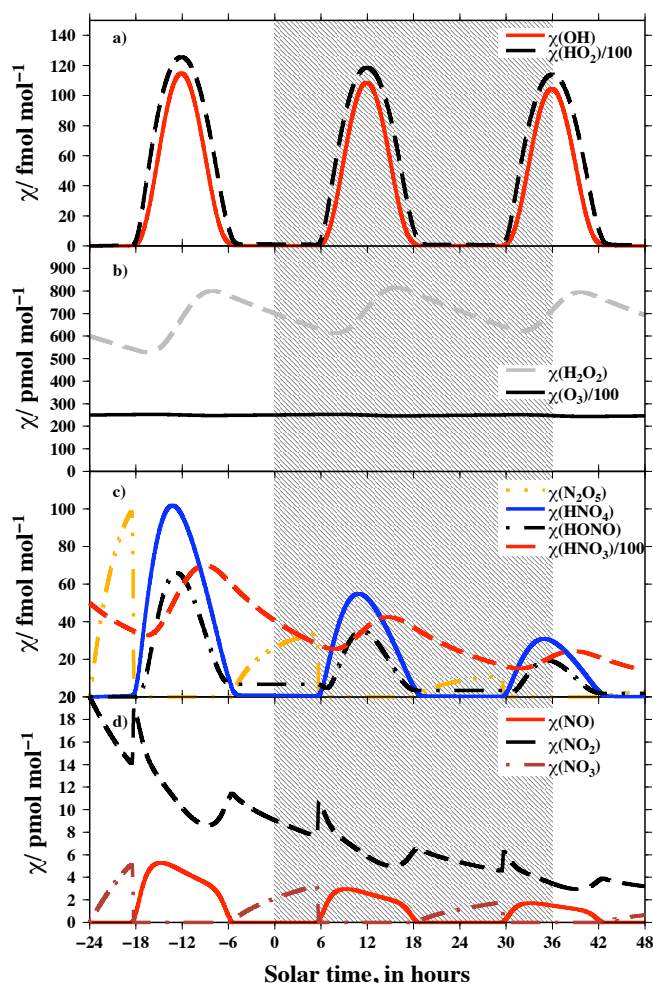 a)
χ(OH)
χ(HO₂)/100
140
120
100
80
60
40
20
0
χ/ fmol mol⁻¹
b)
900
800
700
600
500
400
300
200
100
0
χ/ pmol mol⁻¹
χ(H₂O₂)
χ(O₃)/100
c)
χ(N₂O₅)
χ(HNO₄)
χ(HONO)
χ(HNO₃)/100
100
80
60
40
20
χ/ fmol mol⁻¹
d)
χ(NO)
χ(NO₂)
χ(NO₃)
20
18
16
14
12
10
8
6
4
2
0
χ/ pmol mol⁻¹
−24 −18 −12 −6 0 6 12 18 24 30 36 42 48
Solar time, in hours